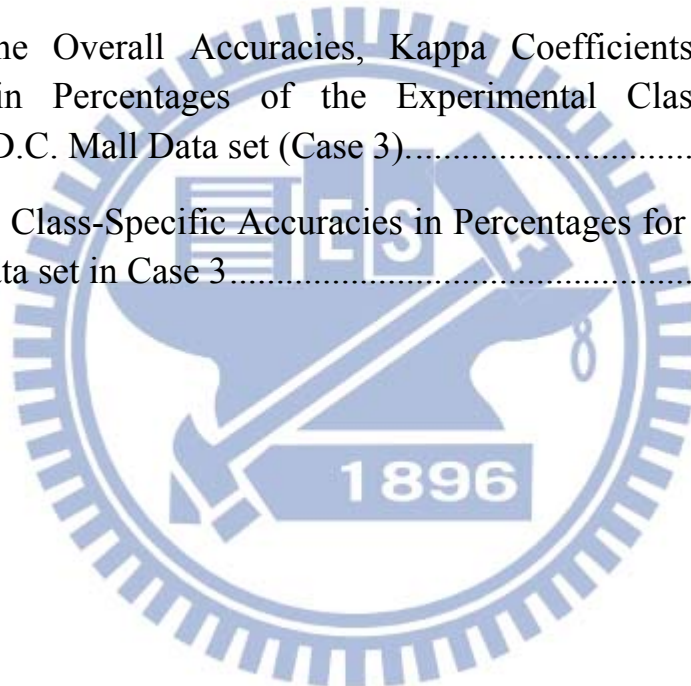 ne Overall Accuracies, Kappa Coefficients
in Percentages of the Experimental Clas
D.C. Mall Data set (Case 3).
Class-Specific Accuracies in Percentages for
ta set in Case 3
E S A
1896